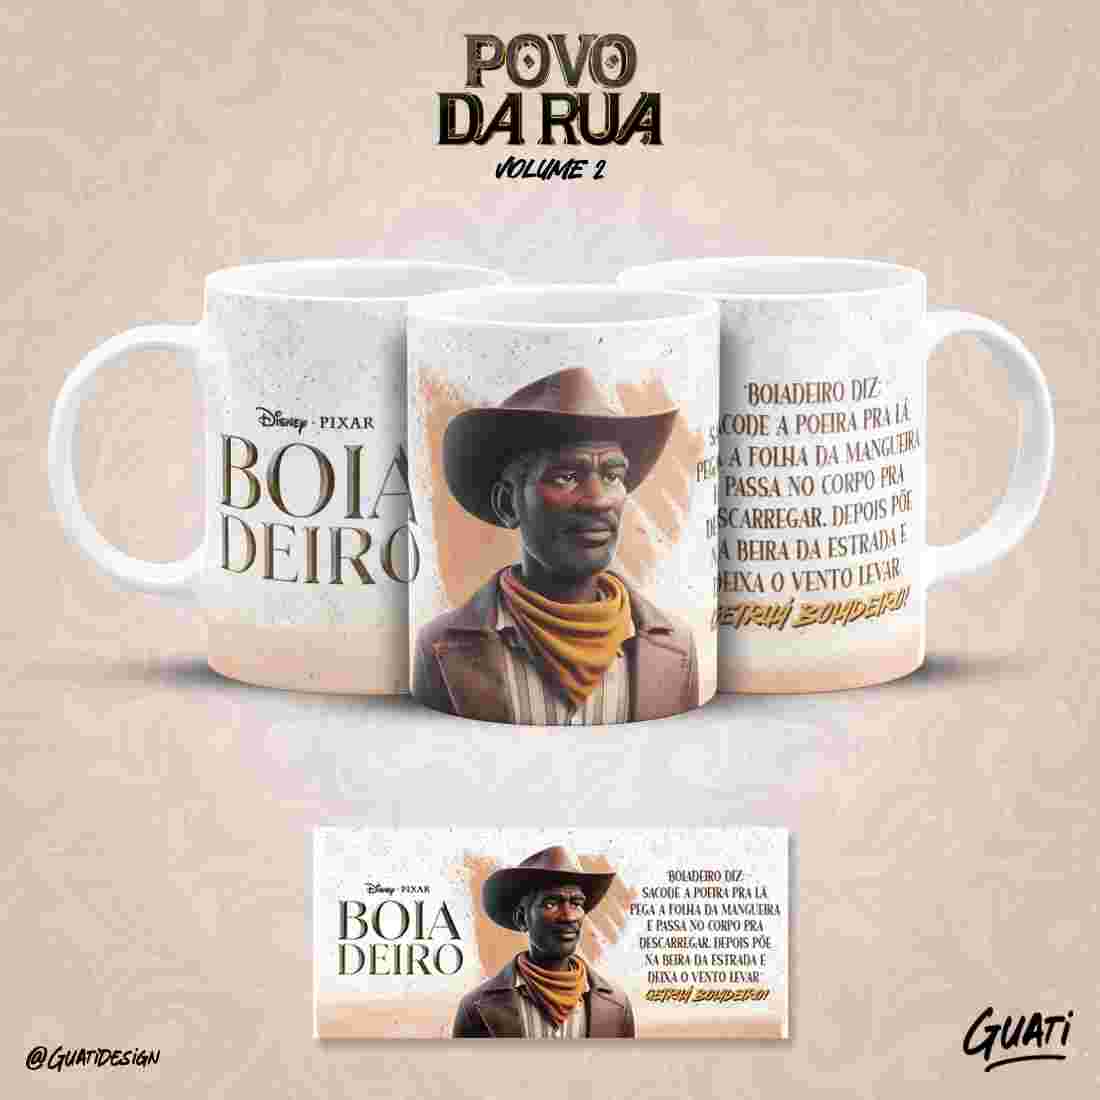 POVO
DA RUA
VOLUME 2
Disney · PIXAR
BOIA
DEIRO
"BOIADEIRO DIZ:
SACODE A POEIRA PRA LÁ
PEGA A FOLHA DA MANGUEIRA
E PASSA NO CORPO PRA
DESCARREGAR. DEPOIS PÕE
NA BEIRA DA ESTRADA E
DEIXA O VENTO LEVAR
GETRUÁ BOIADEIRO!
Disney · PIXAR
BOIA
DEIRO
"BOIADEIRO DIZ:
SACODE A POEIRA PRA LÁ
PEGA A FOLHA DA MANGUEIRA
E PASSA NO CORPO PRA
DESCARREGAR. DEPOIS PÕE
NA BEIRA DA ESTRADA E
DEIXA O VENTO LEVAR"
GETRUÁ BOIADEIRO!
@GUATIDESIGN
GUATI